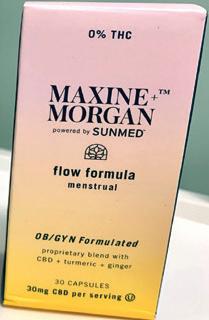 0% THC
MAXINE +™
MORGAN
powered by SUNMED™
flow formula
menstrual
OB/GYN Formulated
proprietary blend with
CBD + turmeric + ginger
30 CAPSULES
30mg CBD per serving Ⓤ